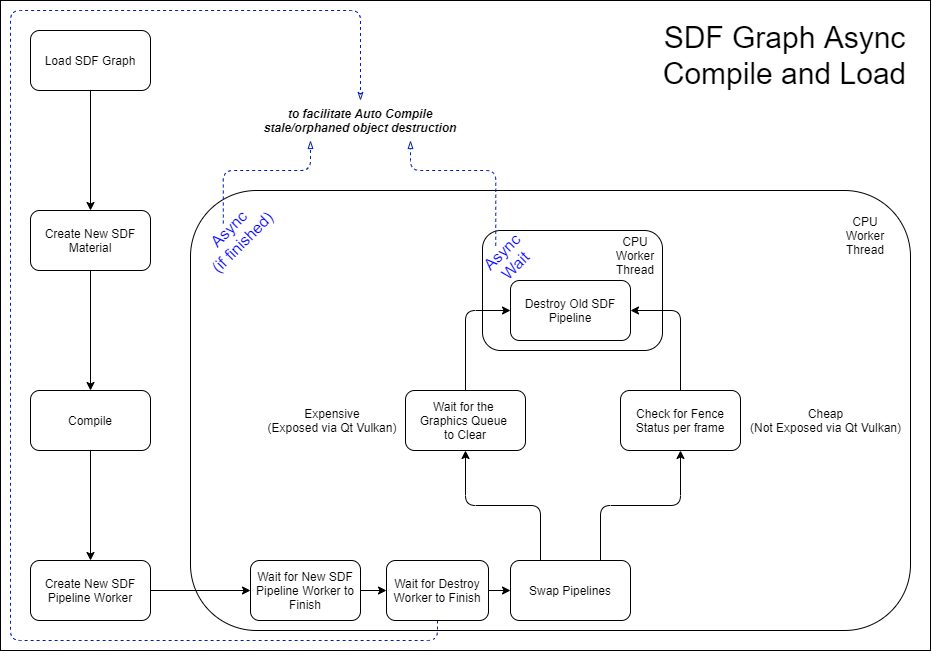 SDF Graph Async
Compile and Load
Load SDF Graph
to facilitate Auto Compile
stale/orphaned object destruction
Create New SDF
Material
Async
(if finished)
CPU
Worker
Thread
Async
Wait
CPU
Worker
Thread
Destroy Old SDF
Pipeline
Compile
Expensive
(Exposed via Qt Vulkan)
Wait for the
Graphics Queue
to Clear
Check for Fence
Status per frame
Cheap
(Not Exposed via Qt Vulkan)
Create New SDF
Pipeline Worker
Wait for New SDF
Pipeline Worker to
Finish
Wait for Destroy
Worker to Finish
Swap Pipelines